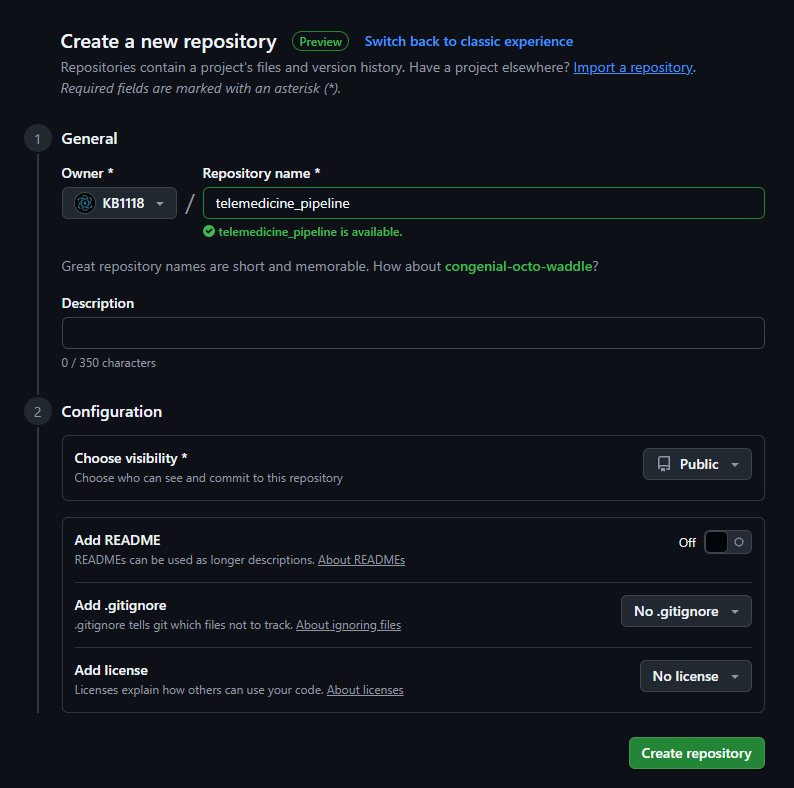 Create a new repository Preview Switch back to classic experience
Repositories contain a project's files and version history. Have a project elsewhere? Import a repository.
Required fields are marked with an asterisk (*).
1 General
Owner * Repository name *
KB1118 / telemedicine_pipeline
telemedicine_pipeline is available.
Great repository names are short and memorable. How about congenial-octo-waddle?
Description
0 / 350 characters
2 Configuration
Choose visibility * Public
Choose who can see and commit to this repository
Add README Off
READMEs can be used as longer descriptions. About READMEs
Add .gitignore No .gitignore
.gitignore tells git which files not to track. About ignoring files
Add license No license
Licenses explain how others can use your code. About licenses
Create repository